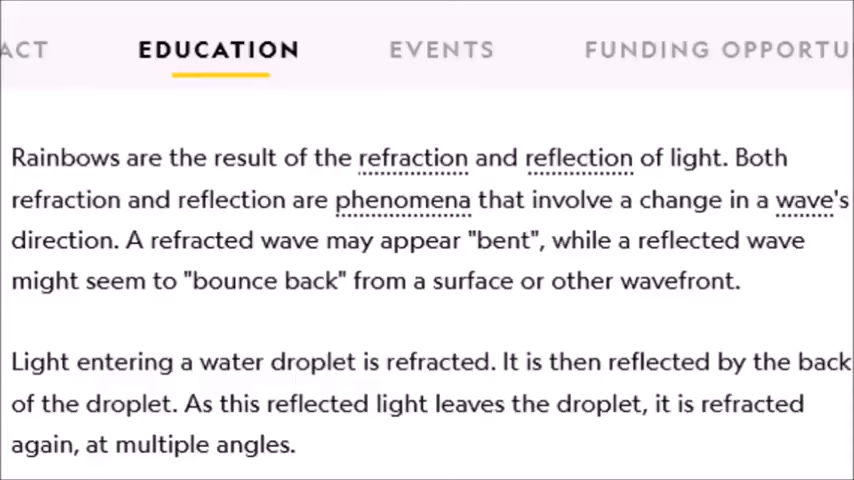 ACT EDUCATION EVENTS FUNDING OPPORTU
Rainbows are the result of the refraction and reflection of light. Both
refraction and reflection are phenomena that involve a change in a wave's
direction. A refracted wave may appear "bent", while a reflected wave
might seem to "bounce back" from a surface or other wavefront.
Light entering a water droplet is refracted. It is then reflected by the back
of the droplet. As this reflected light leaves the droplet, it is refracted
again, at multiple angles.